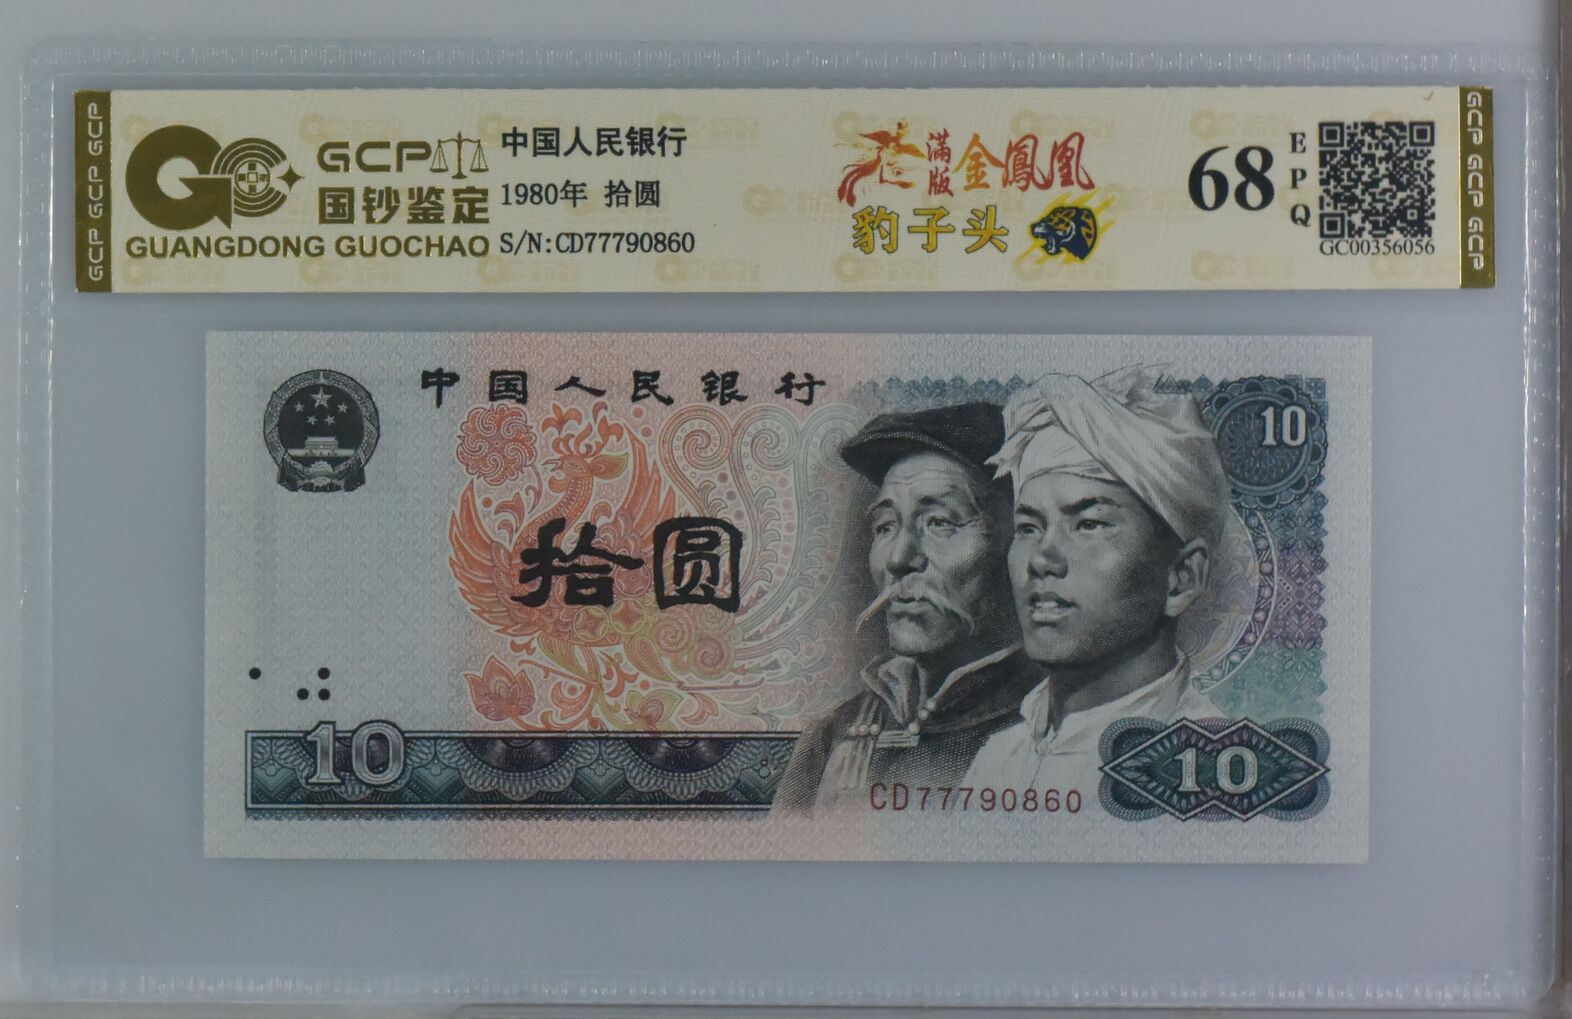 GCP GCP GCP
GCP
国钞鉴定
GUANGDONG GUOCHAO
中国人民银行
1980年 拾圆
S/N:CD77790860
满版 金鳳凰
豹子头
68
EPQ
GC00356056
GCP GCP GCP
中国人民银行
10
拾圆
10
CD77790860
10